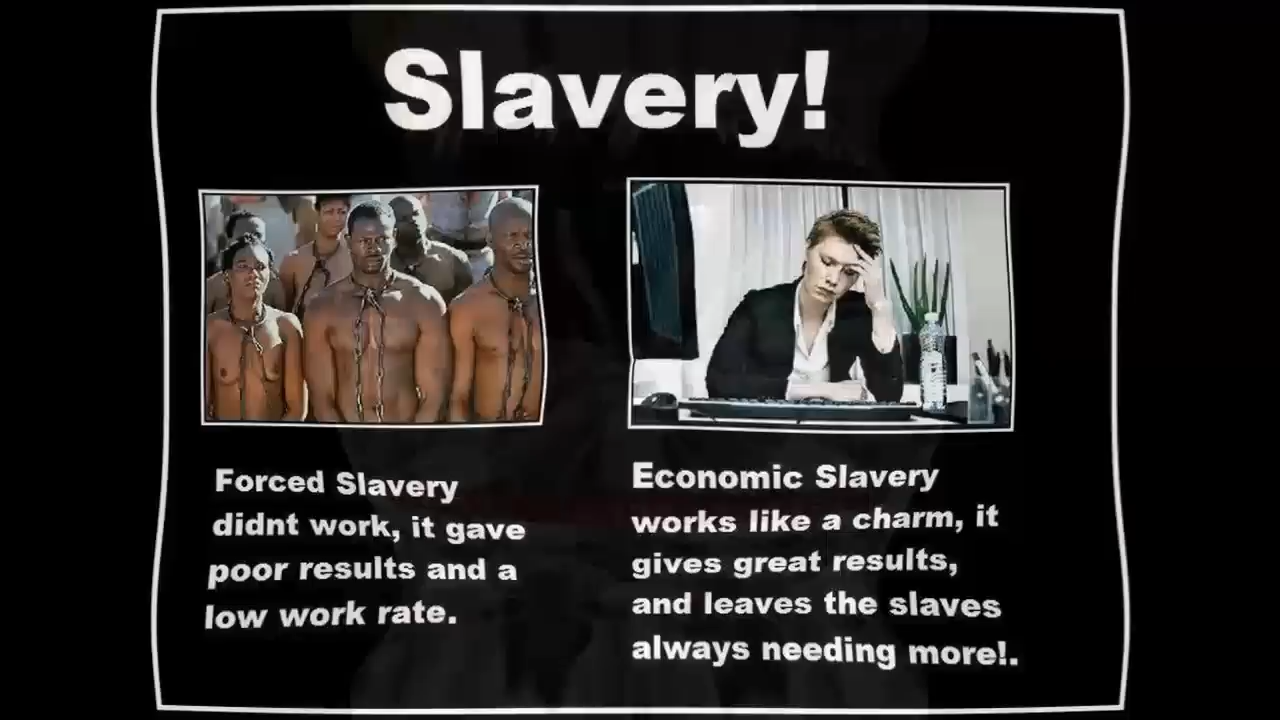 Slavery!
Forced Slavery
didnt work, it gave
poor results and a
low work rate.
Economic Slavery
works like a charm, it
gives great results,
and leaves the slaves
always needing more!.